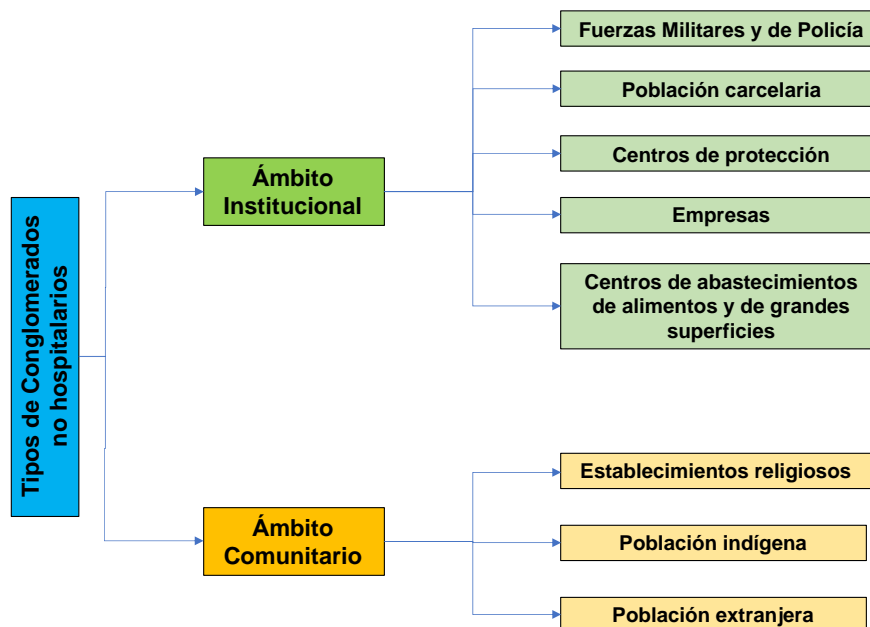 Tipos de Conglomerados
no hospitalarios
Ámbito
Institucional
Fuerzas Militares y de Policía
Población carcelaria
Centros de protección
Empresas
Centros de abastecimientos
de alimentos y de grandes
superficies
Ámbito
Comunitario
Establecimientos religiosos
Población indígena
Población extranjera